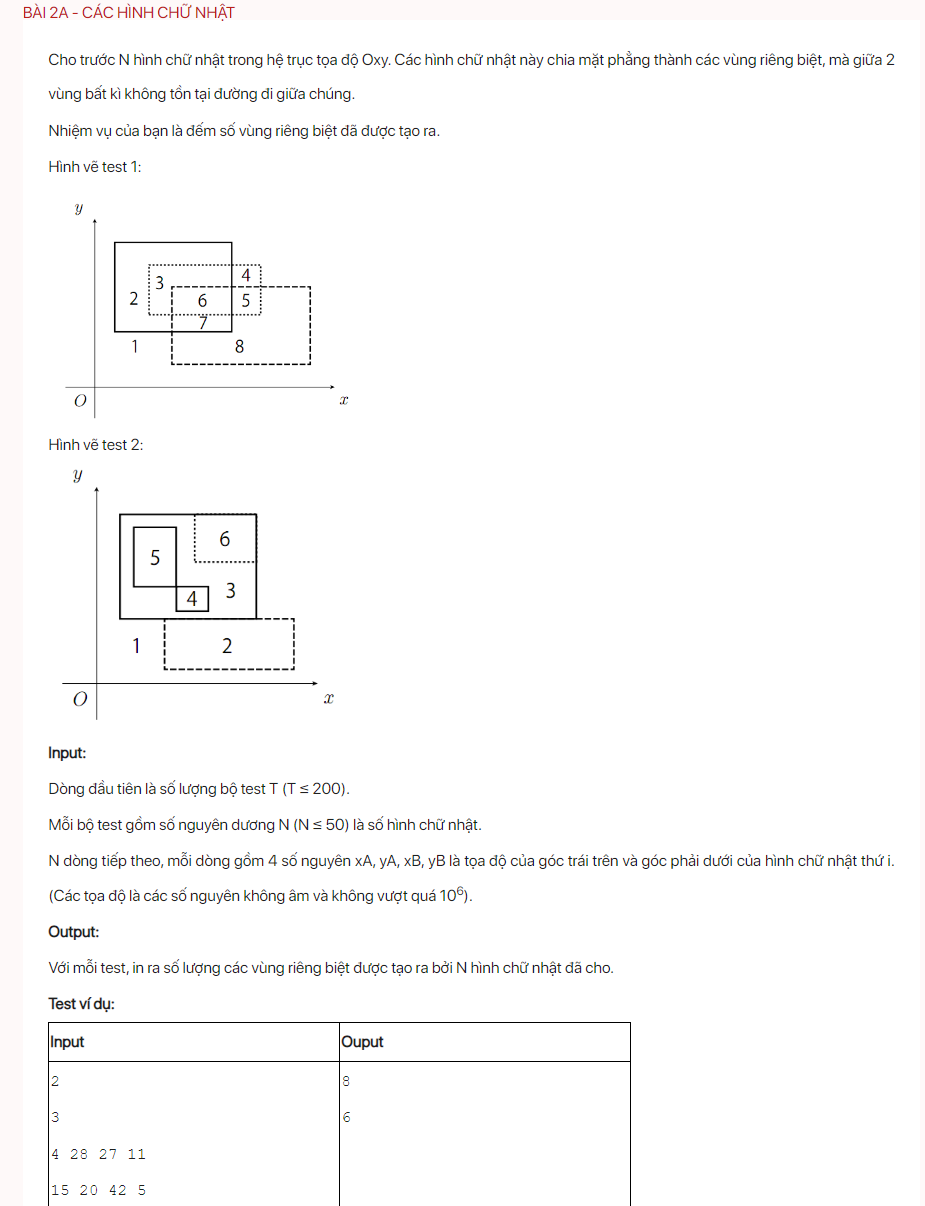 BÀI 2A - CÁC HÌNH CHỮ NHẬT
Cho trước N hình chữ nhật trong hệ trục tọa độ Oxy. Các hình chữ nhật này chia mặt phẳng thành các vùng riêng biệt, mà giữa 2
vùng bất kì không tồn tại đường đi giữa chúng.
Nhiệm vụ của bạn là đếm số vùng riêng biệt đã được tạo ra.
Hình vẽ test 1:
y
3
4
2
6
5
7
1
8
O
x
Hình vẽ test 2:
y
6
5
3
4
1
2
O
x
Input:
Dòng đầu tiên là số lượng bộ test T (T ≤ 200).
Mỗi bộ test gồm số nguyên dương N (N ≤ 50) là số hình chữ nhật.
N dòng tiếp theo, mỗi dòng gồm 4 số nguyên xA, yA, xB, yB là tọa độ của góc trái trên và góc phải dưới của hình chữ nhật thứ i.
(Các tọa độ là các số nguyên không âm và không vượt quá 10⁶).
Output:
Với mỗi test, in ra số lượng các vùng riêng biệt được tạo ra bởi N hình chữ nhật đã cho.
Test ví dụ:
Input Ouput
2 8
3 6
4 28 27 11
15 20 42 5